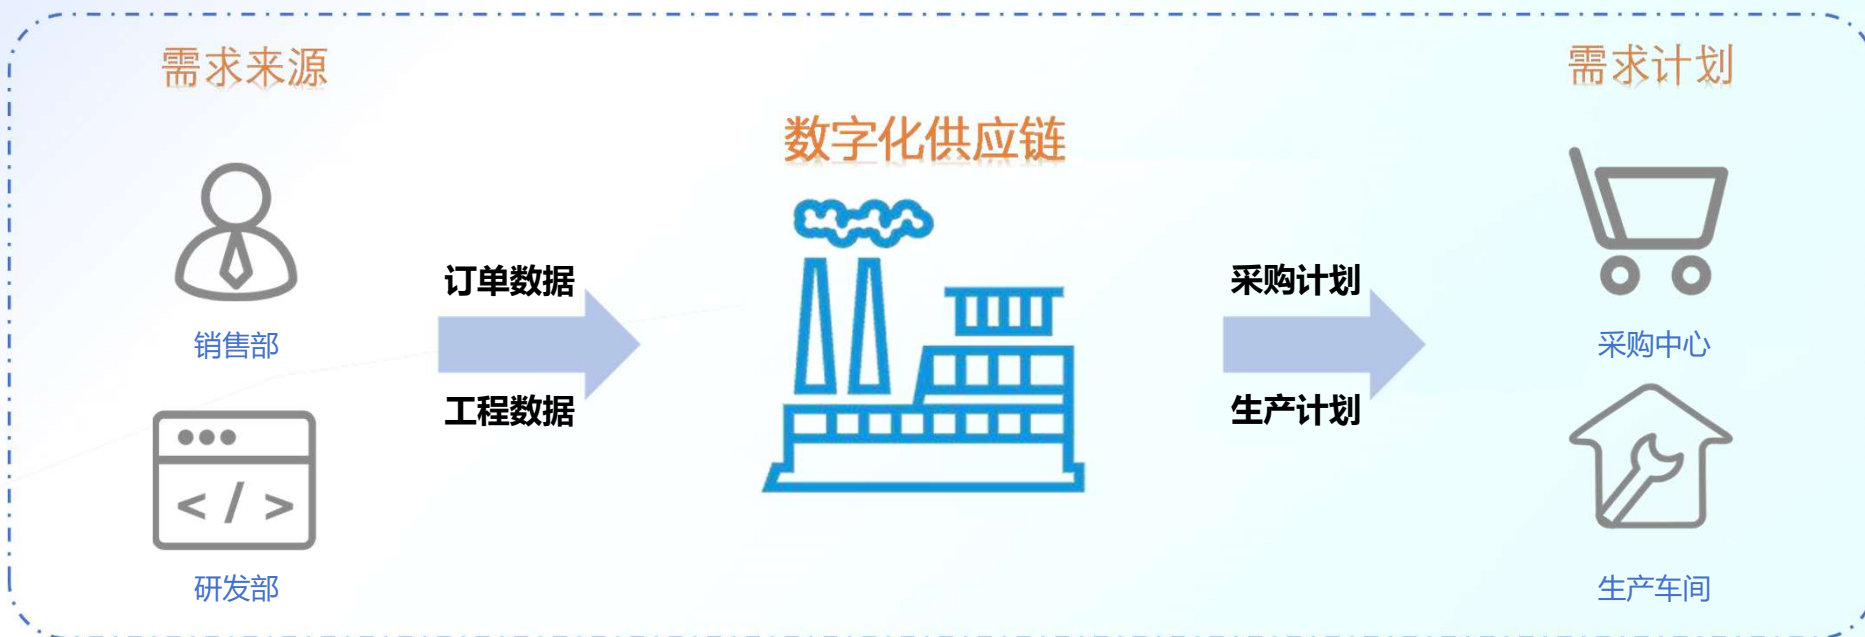 需求来源
需求计划
数字化供应链
订单数据
采购计划
销售部
采购中心
工程数据
生产计划
</>
研发部
生产车间